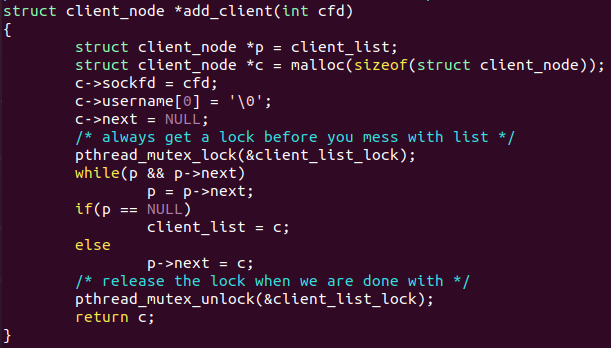 struct client_node *add_client(int cfd)
{
        struct client_node *p = client_list;
        struct client_node *c = malloc(sizeof(struct client_node));
        c->sockfd = cfd;
        c->username[0] = '\0';
        c->next = NULL;
        /* always get a lock before you mess with list */
        pthread_mutex_lock(&client_list_lock);
        while(p && p->next)
                p = p->next;
        if(p == NULL)
                client_list = c;
        else
                p->next = c;
        /* release the lock when we are done with */
        pthread_mutex_unlock(&client_list_lock);
        return c;
}